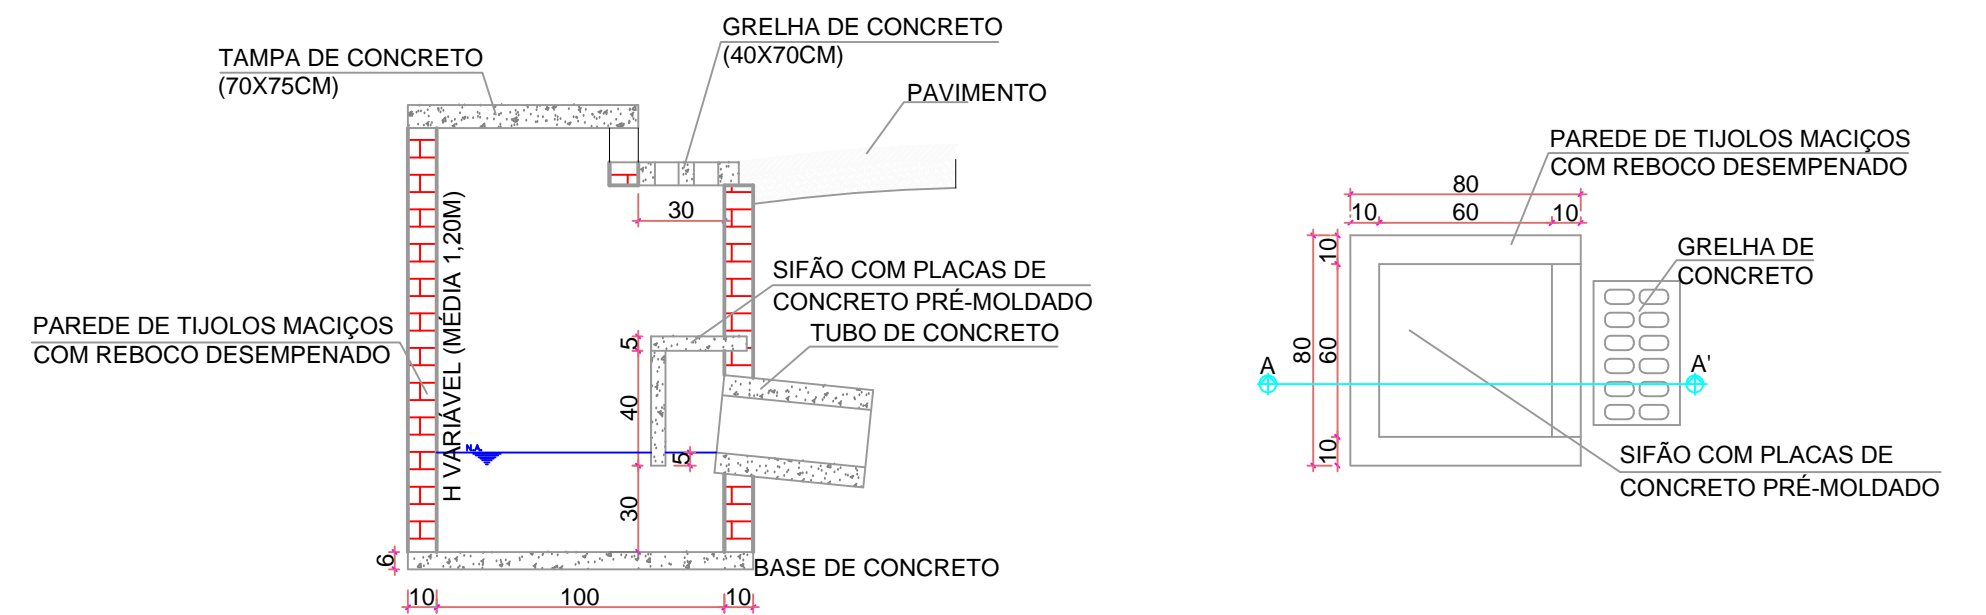 GRELHA DE CONCRETO
(40X70CM)
TAMPA DE CONCRETO
(70X75CM)
PAVIMENTO
30
H VARIÁVEL (MÉDIA 1,20M)
SIFÃO COM PLACAS DE
CONCRETO PRÉ-MOLDADO
TUBO DE CONCRETO
PAREDE DE TIJOLOS MACIÇOS
COM REBOCO DESEMPENADO
5
40
N.A.
5
30
6
BASE DE CONCRETO
10
100
10
PAREDE DE TIJOLOS MACIÇOS
COM REBOCO DESEMPENADO
80
10
60
10
GRELHA DE
CONCRETO
10
80
60
10
A
A'
SIFÃO COM PLACAS DE
CONCRETO PRÉ-MOLDADO